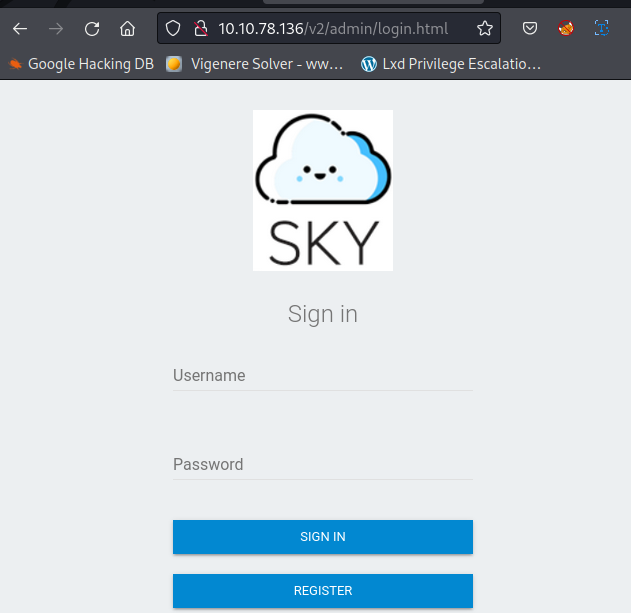 10.10.78.136/v2/admin/login.html
Google Hacking DB Vigenere Solver - ww... Lxd Privilege Escalatio...
SKY
Sign in
Username
Password
SIGN IN
REGISTER